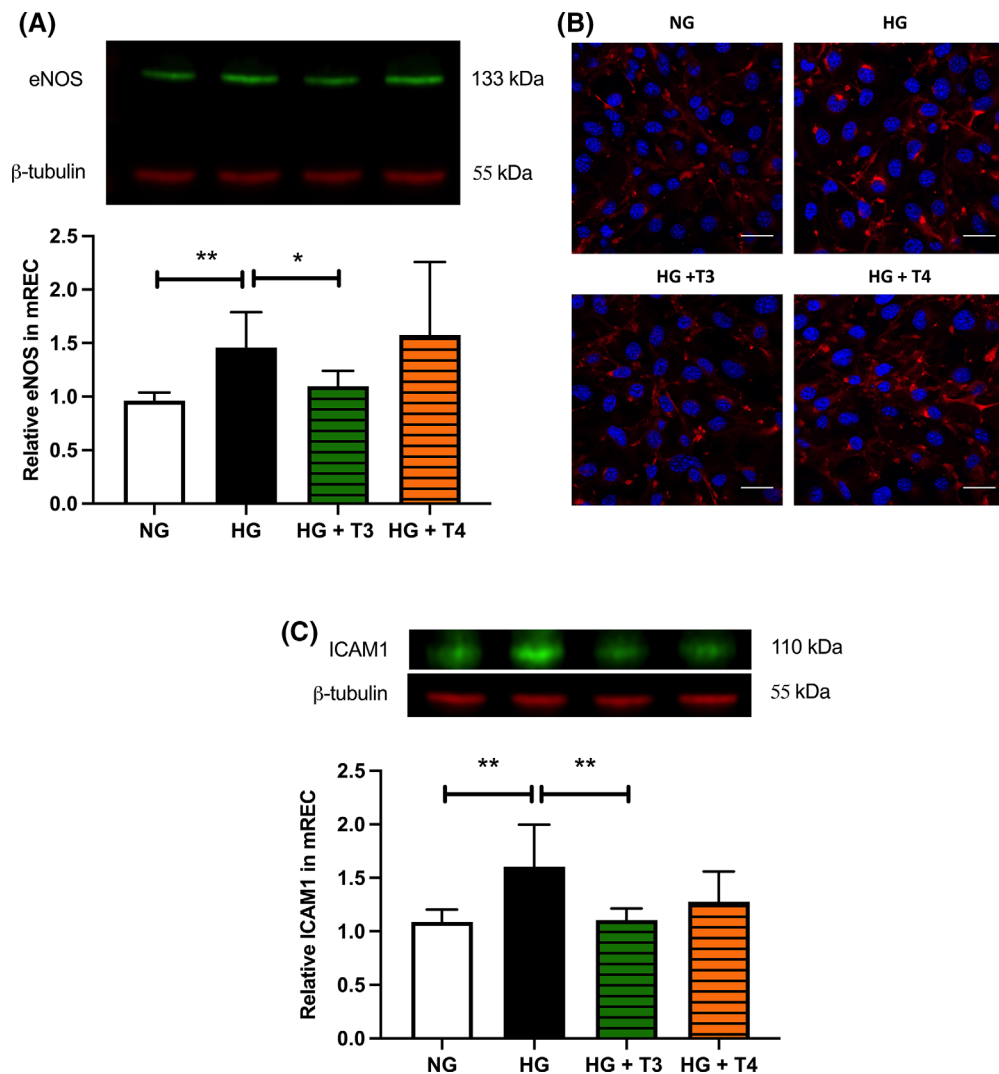 (A)
eNOS
133 kDa
β-tubulin
55 kDa
Relative eNOS in mREC
2.5
2.0
1.5
1.0
0.5
0.0
**
*
NG
HG
HG + T3
HG + T4
(B)
NG
HG
HG +T3
HG + T4
(C)
ICAM1
110 kDa
β-tubulin
55 kDa
Relative ICAM1 in mREC
2.5
2.0
1.5
1.0
0.5
0.0
**
**
NG
HG
HG + T3
HG + T4